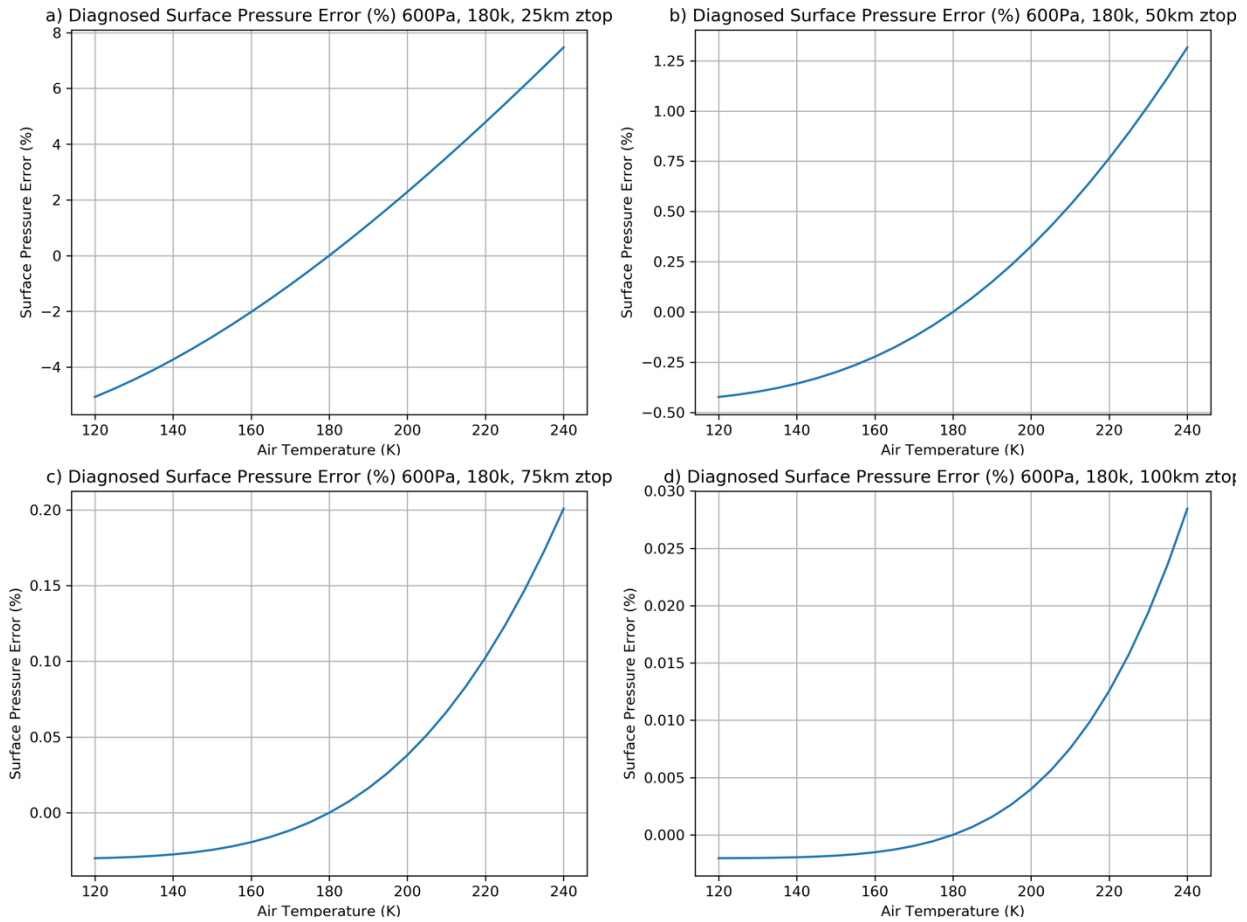 a) Diagnosed Surface Pressure Error (%) 600Pa, 180k, 25km ztop
8
6
4
2
0
−2
−4
Surface Pressure Error (%)
120 140 160 180 200 220 240
Air Temperature (K)
b) Diagnosed Surface Pressure Error (%) 600Pa, 180k, 50km ztop
1.25
1.00
0.75
0.50
0.25
0.00
−0.25
−0.50
Surface Pressure Error (%)
120 140 160 180 200 220 240
Air Temperature (K)
c) Diagnosed Surface Pressure Error (%) 600Pa, 180k, 75km ztop
0.20
0.15
0.10
0.05
0.00
Surface Pressure Error (%)
120 140 160 180 200 220 240
Air Temperature (K)
d) Diagnosed Surface Pressure Error (%) 600Pa, 180k, 100km ztop
0.030
0.025
0.020
0.015
0.010
0.005
0.000
Surface Pressure Error (%)
120 140 160 180 200 220 240
Air Temperature (K)